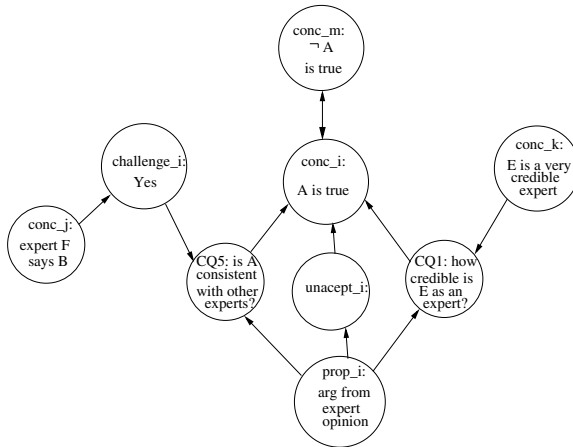 conc_m:
¬ A
is true
challenge_i:
Yes
conc_i:
A is true
conc_k:
E is a very
credible
expert
conc_j:
expert F
says B
CQ5: is A
consistent
with other
experts?
unacept_i:
CQ1: how
credible is
E as an
expert?
prop_i:
arg from
expert
opinion